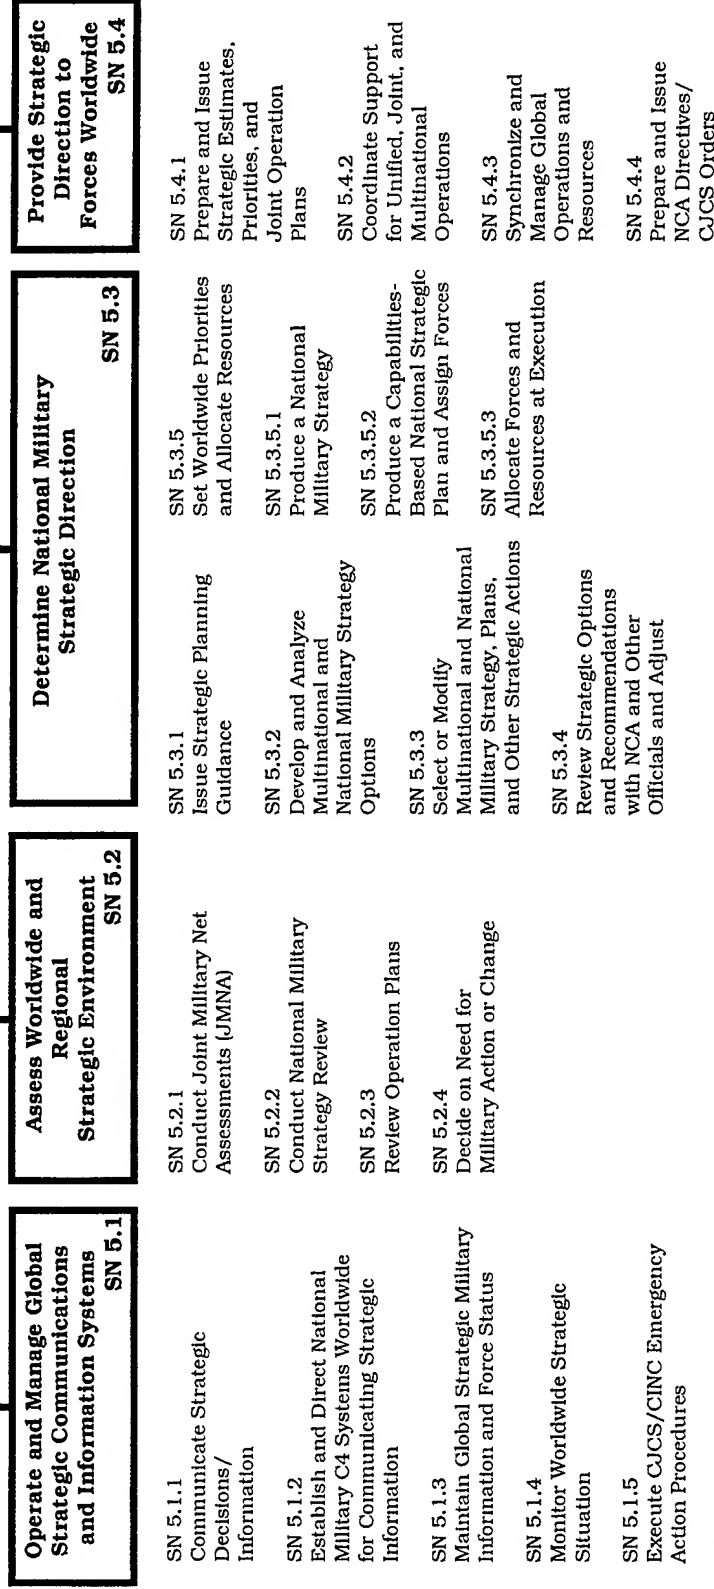 Operate and Manage Global
Strategic Communications
and Information Systems
SN 5.1
SN 5.1.1
Communicate Strategic
Decisions/
Information
SN 5.1.2
Establish and Direct National
Military C4 Systems Worldwide
for Communicating Strategic
Information
SN 5.1.3
Maintain Global Strategic Military
Information and Force Status
SN 5.1.4
Monitor Worldwide Strategic
Situation
SN 5.1.5
Execute CJCS/CINC Emergency
Action Procedures
Assess Worldwide and
Regional
Strategic Environment
SN 5.2
SN 5.2.1
Conduct Joint Military Net
Assessments (JMNA)
SN 5.2.2
Conduct National Military
Strategy Review
SN 5.2.3
Review Operation Plans
SN 5.2.4
Decide on Need for
Military Action or Change
Determine National Military
Strategic Direction
SN 5.3
SN 5.3.1
Issue Strategic Planning
Guidance
SN 5.3.2
Develop and Analyze
Multinational and
National Military Strategy
Options
SN 5.3.3
Select or Modify
Multinational and National
Military Strategy, Plans,
and Other Strategic Actions
SN 5.3.4
Review Strategic Options
and Recommendations
with NCA and Other
Officials and Adjust
SN 5.3.5
Set Worldwide Priorities
and Allocate Resources
SN 5.3.5.1
Produce a National
Military Strategy
SN 5.3.5.2
Produce a Capabilities-
Based National Strategic
Plan and Assign Forces
SN 5.3.5.3
Allocate Forces and
Resources at Execution
Provide Strategic
Direction to
Forces Worldwide
SN 5.4
SN 5.4.1
Prepare and Issue
Strategic Estimates,
Priorities, and
Joint Operation
Plans
SN 5.4.2
Coordinate Support
for Unified, Joint, and
Multinational
Operations
SN 5.4.3
Synchronize and
Manage Global
Operations and
Resources
SN 5.4.4
Prepare and Issue
NCA Directives/
CJCS Orders